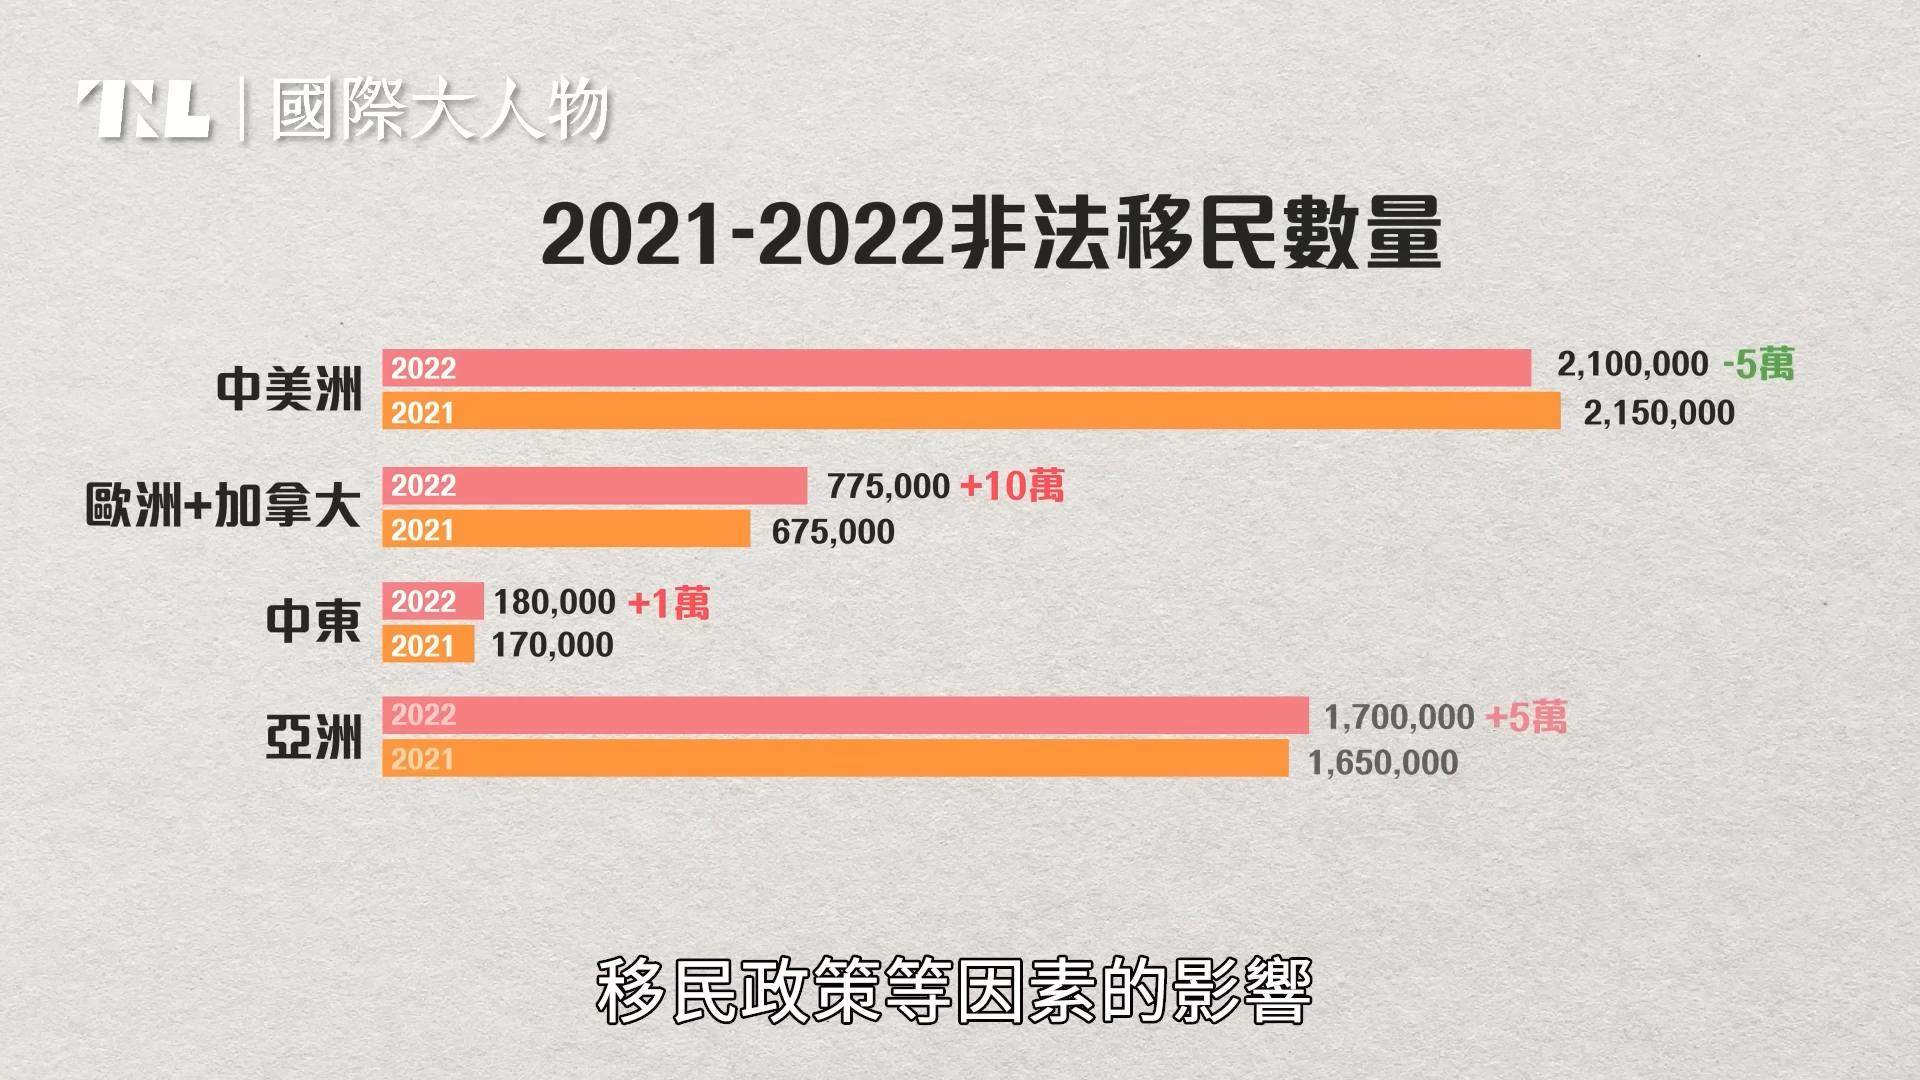 TNL | 國際大人物
2021-2022非法移民數量
中美洲
2022 2,100,000 -5萬
2021 2,150,000
歐洲+加拿大
2022 775,000 +10萬
2021 675,000
中東
2022 180,000 +1萬
2021 170,000
亞洲
2022 1,700,000 +5萬
2021 1,650,000
移民政策等因素的影響